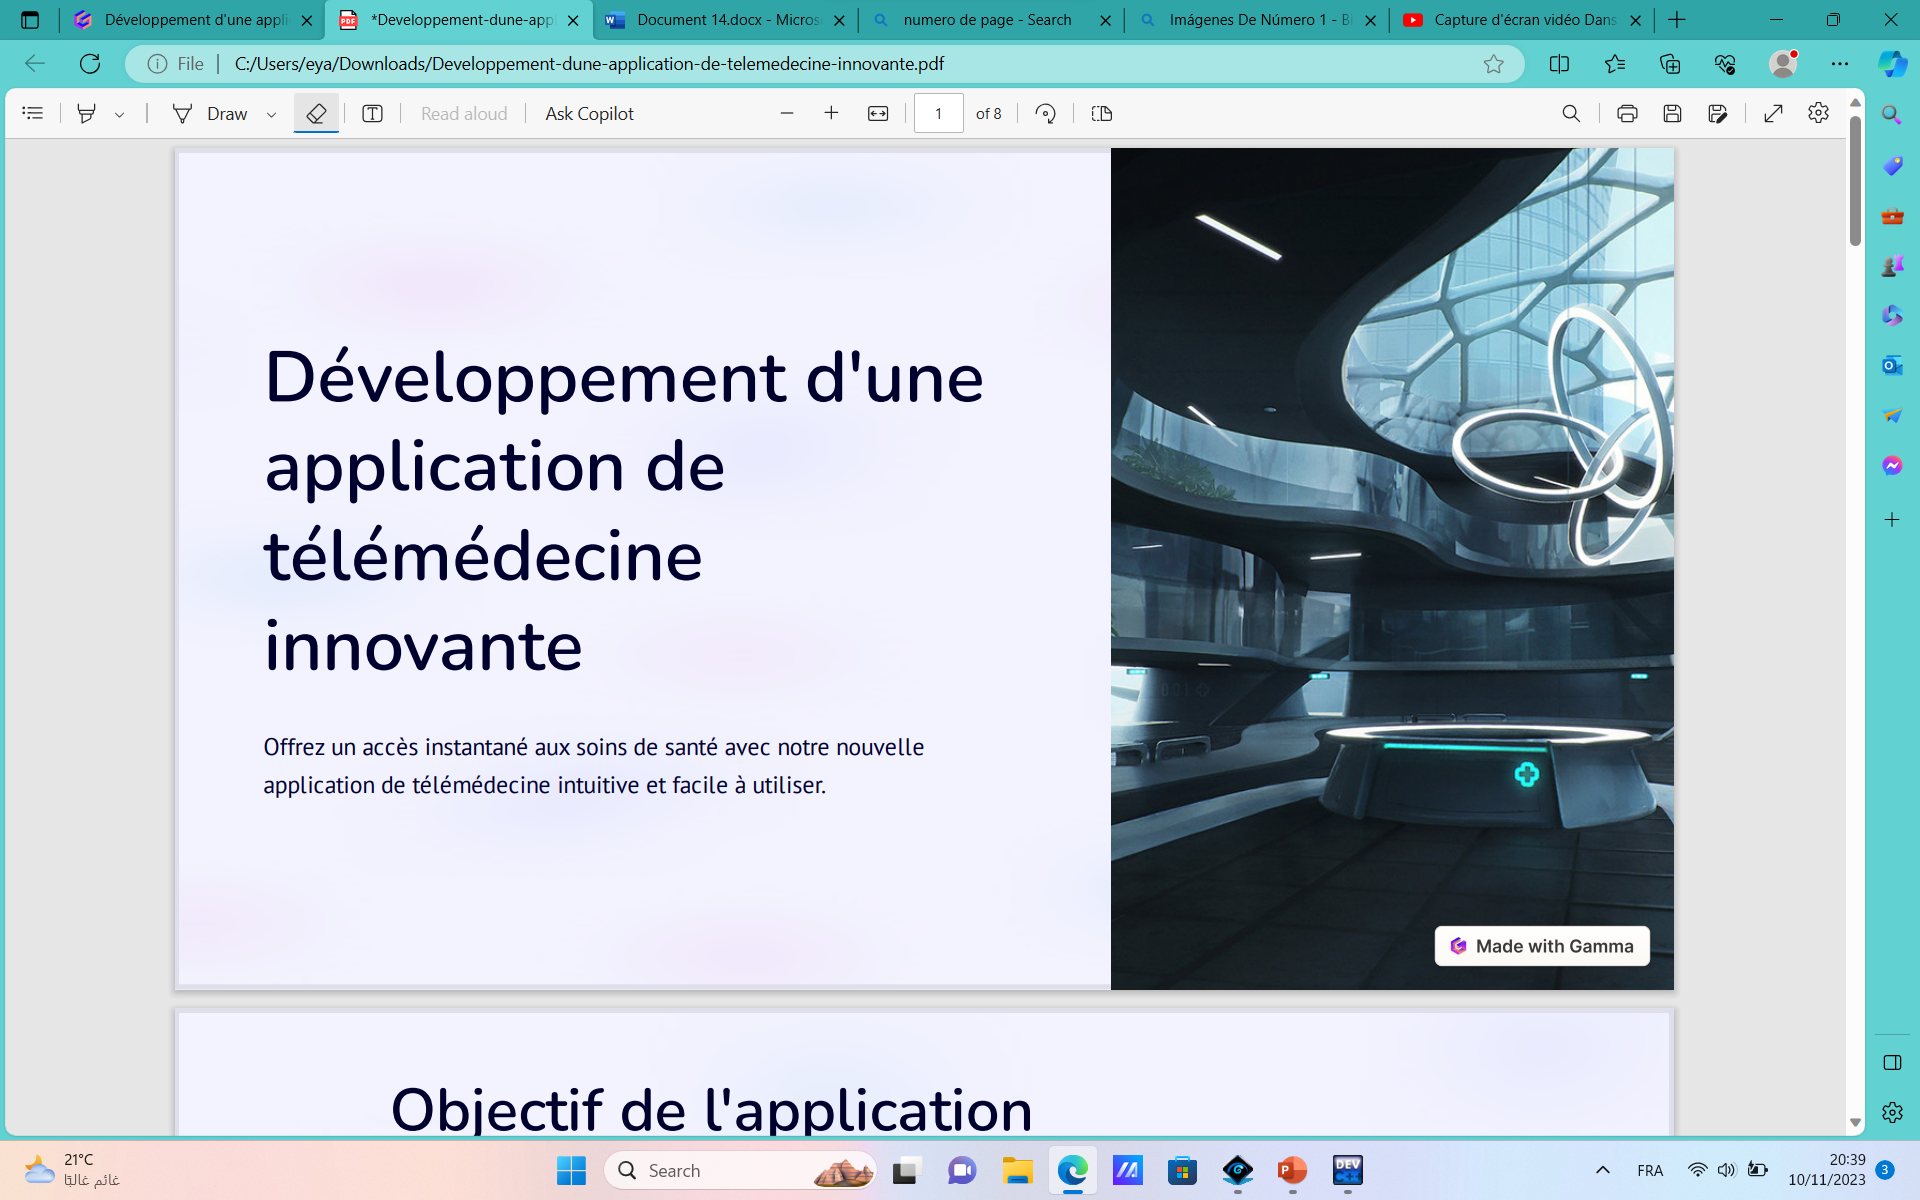 Développement d'une appli
*Developpement-dune-appl
Document 14.docx - Micros
numero de page - Search
Imágenes De Número 1 - Bi
Capture d'écran vidéo Dans
File
C:/Users/eya/Downloads/Developpement-dune-application-de-telemedecine-innovante.pdf
Draw
Read aloud
Ask Copilot
1
of 8
Développement d'une
application de
télémédecine
innovante
Offrez un accès instantané aux soins de santé avec notre nouvelle
application de télémédecine intuitive et facile à utiliser.
Made with Gamma
Objectif de l'application
21°C
غائم غالبًا
Search
DEV
FRA
20:39
10/11/2023
3